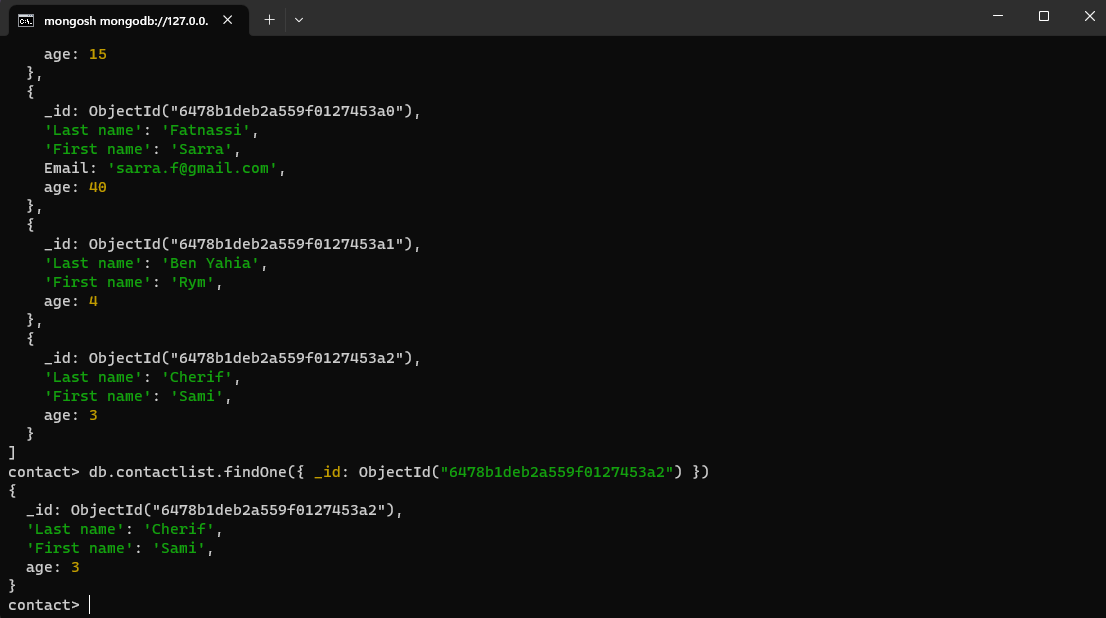 mongosh mongodb://127.0.0.
age: 15
},
{
_id: ObjectId("6478b1deb2a559f0127453a0"),
'Last name': 'Fatnassi',
'First name': 'Sarra',
Email: 'sarra.f@gmail.com',
age: 40
},
{
_id: ObjectId("6478b1deb2a559f0127453a1"),
'Last name': 'Ben Yahia',
'First name': 'Rym',
age: 4
},
{
_id: ObjectId("6478b1deb2a559f0127453a2"),
'Last name': 'Cherif',
'First name': 'Sami',
age: 3
}
]
contact> db.contactlist.findOne({ _id: ObjectId("6478b1deb2a559f0127453a2") })
{
_id: ObjectId("6478b1deb2a559f0127453a2"),
'Last name': 'Cherif',
'First name': 'Sami',
age: 3
}
contact>